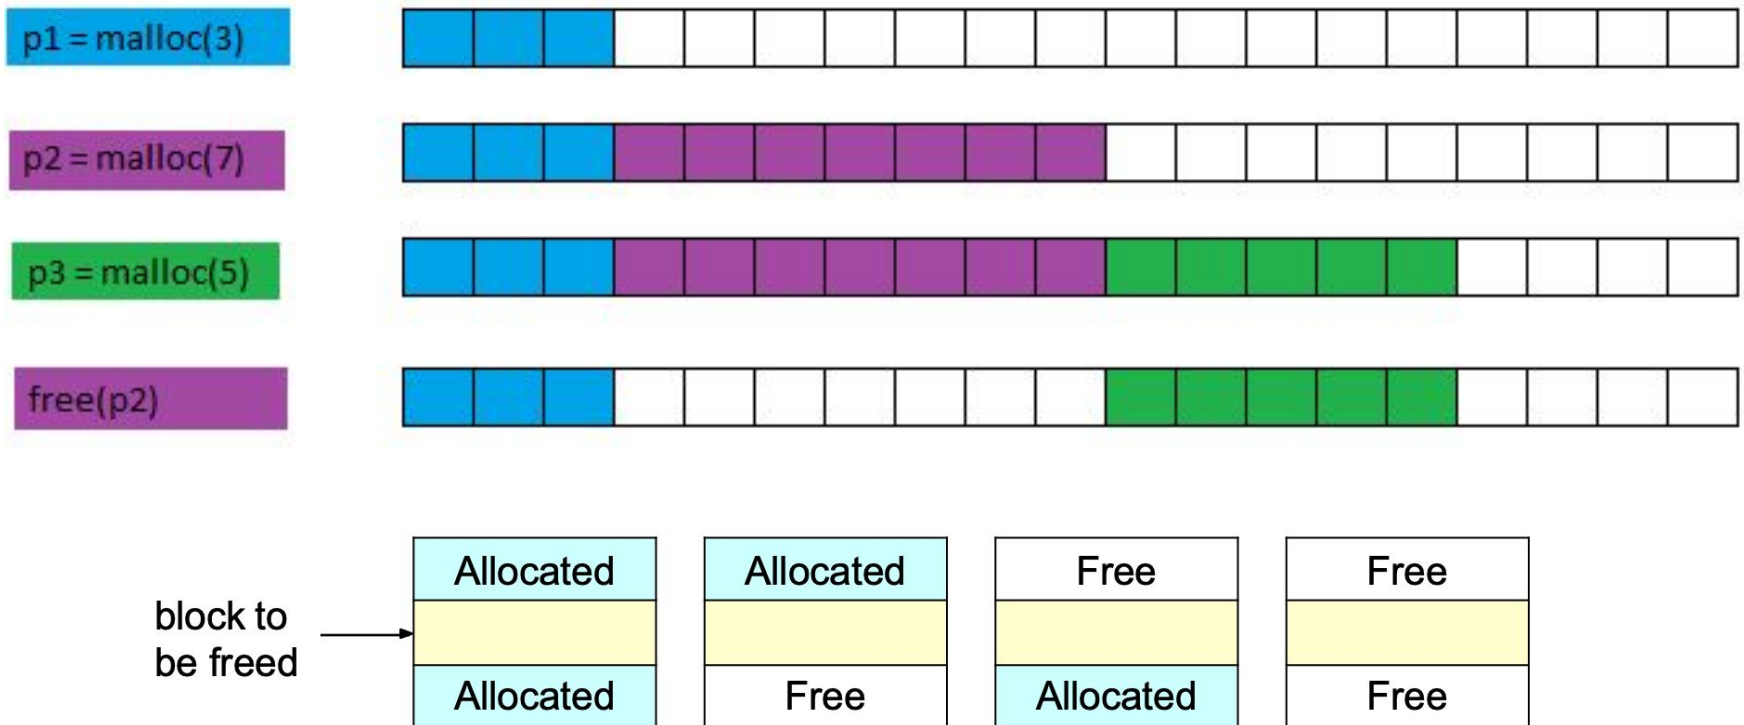 p1 = malloc(3)
p2 = malloc(7)
p3 = malloc(5)
free(p2)
block to
be freed
Allocated
Allocated
Free
Free
Allocated
Free
Allocated
Free